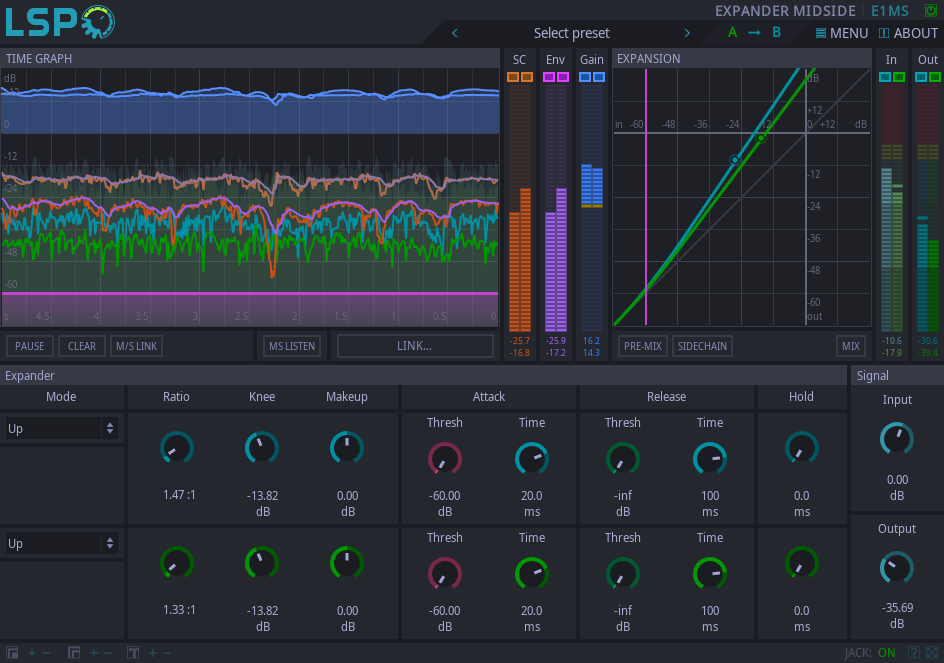 LSP
EXPANDER MIDSIDE E1MS
< Select preset > A → B MENU ABOUT
TIME GRAPH SC Env Gain EXPANSION In Out
dB
+12
0
-12
-24
-48
-60
s 4.5 4 3.5 3 2.5 2 1.5 1 0.5 0
dB
+12
in -60 -48 -36 -24 -12 0 +12 dB
-12
-24
-36
-48
-60
out
-25.7 -25.9 16.2 -10.6 -30.6
-16.8 -17.2 14.3 -17.9 -39.4
PAUSE CLEAR M/S LINK MS LISTEN LINK... PRE-MIX SIDECHAIN MIX
Expander Signal
Mode Ratio Knee Makeup Attack Release Hold Input
Up Thresh Time Thresh Time
1.47 :1 -13.82 0.00 -60.00 20.0 -inf 100 0.0 0.00
dB dB dB ms dB ms ms dB
Up Thresh Time Thresh Time Output
1.33 :1 -13.82 0.00 -60.00 20.0 -inf 100 0.0 -35.69
dB dB dB ms dB ms ms dB
+ − + − T + − JACK: ON ?